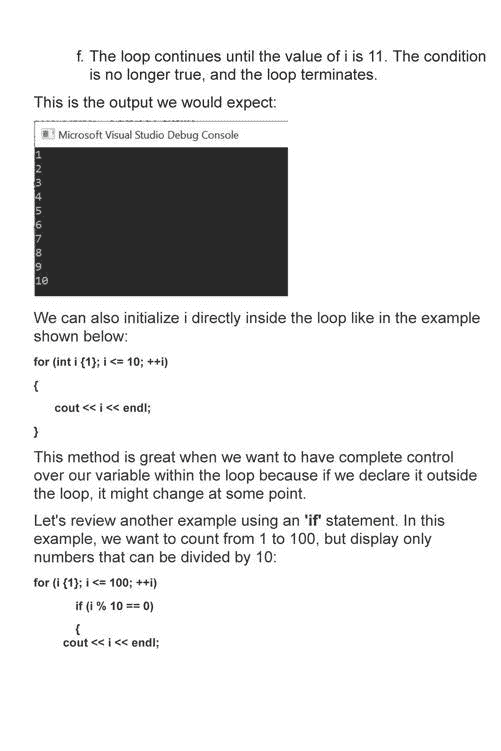 f. The loop continues until the value of i is 11. The condition
is no longer true, and the loop terminates.
This is the output we would expect:
Microsoft Visual Studio Debug Console
1
2
3
4
5
6
7
8
9
10
We can also initialize i directly inside the loop like in the example
shown below:
for (int i {1}; i <= 10; ++i)
{
cout << i << endl;
}
This method is great when we want to have complete control
over our variable within the loop because if we declare it outside
the loop, it might change at some point.
Let's review another example using an 'if' statement. In this
example, we want to count from 1 to 100, but display only
numbers that can be divided by 10:
for (i {1}; i <= 100; ++i)
if (i % 10 == 0)
{
cout << i << endl;